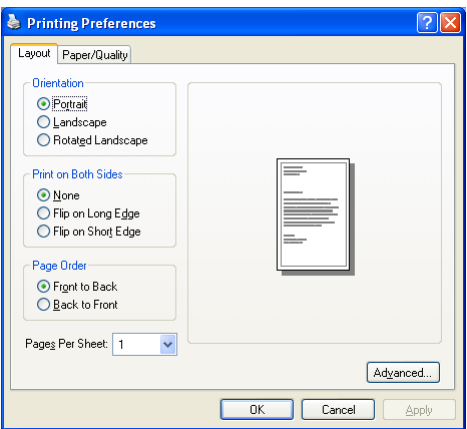 Printing Preferences
Layout Paper/Quality
Orientation
Portrait
Landscape
Rotated Landscape
Print on Both Sides
None
Flip on Long Edge
Flip on Short Edge
Page Order
Front to Back
Back to Front
Pages Per Sheet: 1
Advanced...
OK Cancel Apply